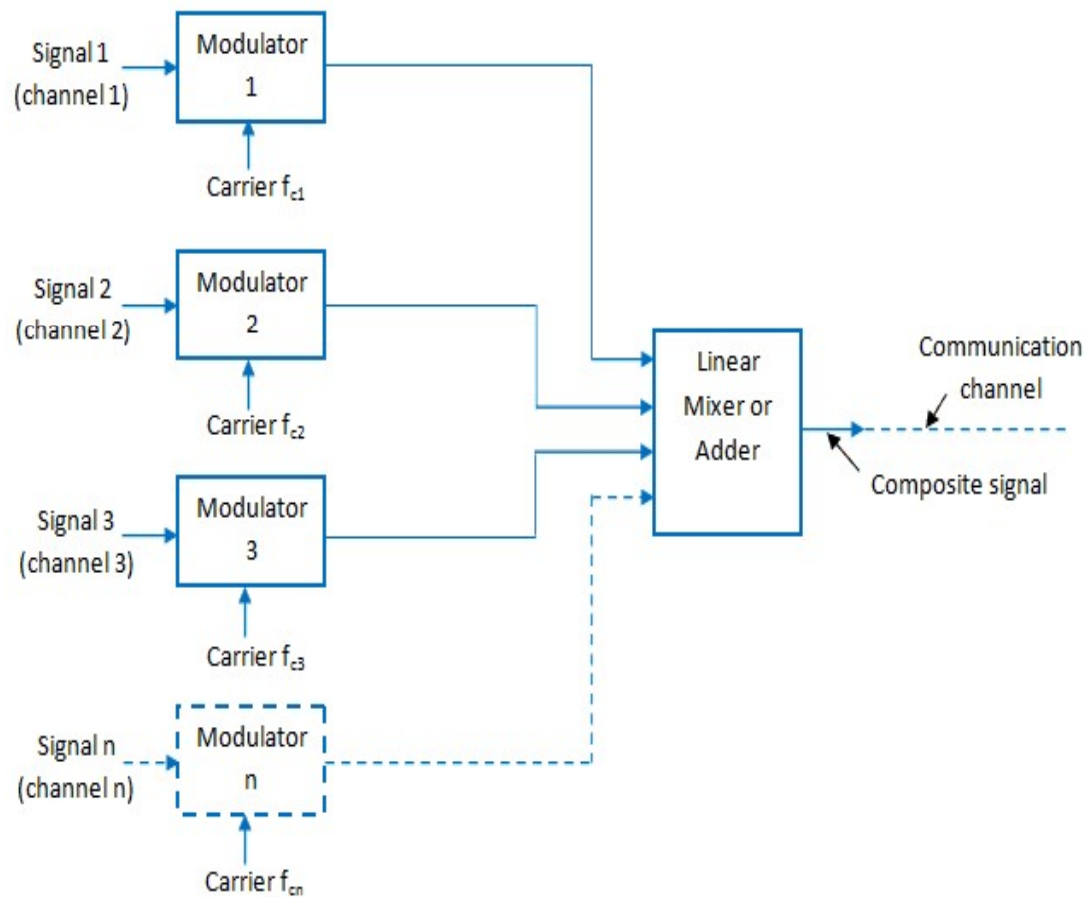 Signal 1
(channel 1)
Modulator
1
Carrier fc1
Signal 2
(channel 2)
Modulator
2
Carrier fc2
Signal 3
(channel 3)
Modulator
3
Carrier fc3
Signal n
(channel n)
Modulator
n
Carrier fcn
Linear
Mixer or
Adder
Communication
channel
Composite signal